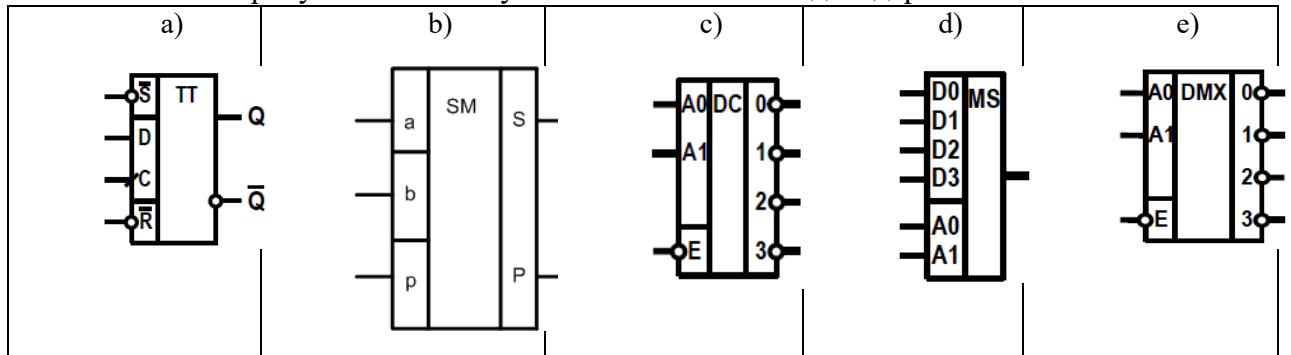 a) b) c) d) e)
S̅ TT
D Q
C
R̅ Q̅
SM
a S
b
p P
A0 DC 0
A1 1
2
E 3
D0 MS
D1
D2
D3
A0
A1
A0 DMX 0
A1 1
2
E 3